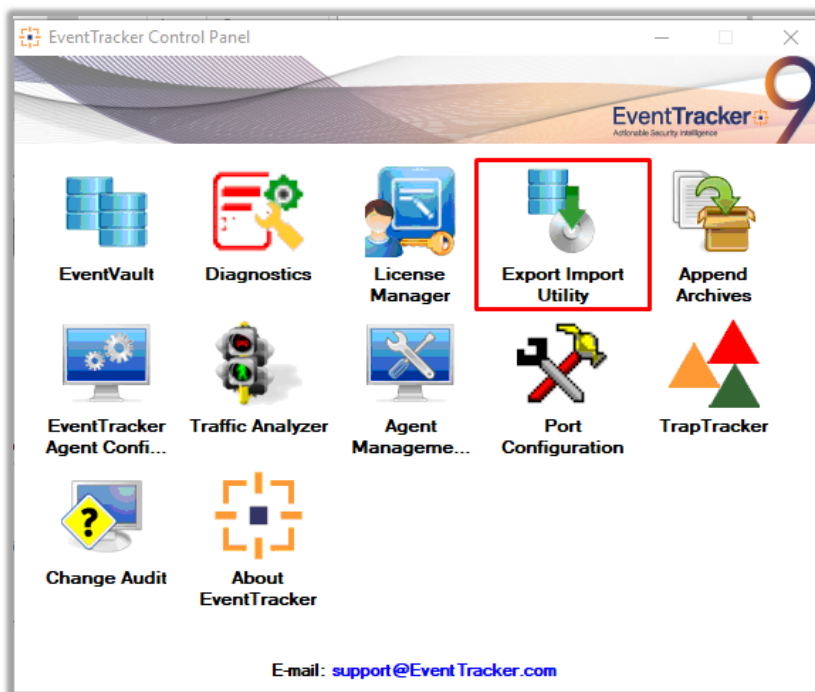 EventTracker Control Panel
EventTracker 9
Actionable Security Intelligence
EventVault
Diagnostics
License
Manager
Export Import
Utility
Append
Archives
EventTracker
Agent Confi...
Traffic Analyzer
Agent
Manageme...
Port
Configuration
TrapTracker
?
Change Audit
About
EventTracker
E-mail: support@EventTracker.com